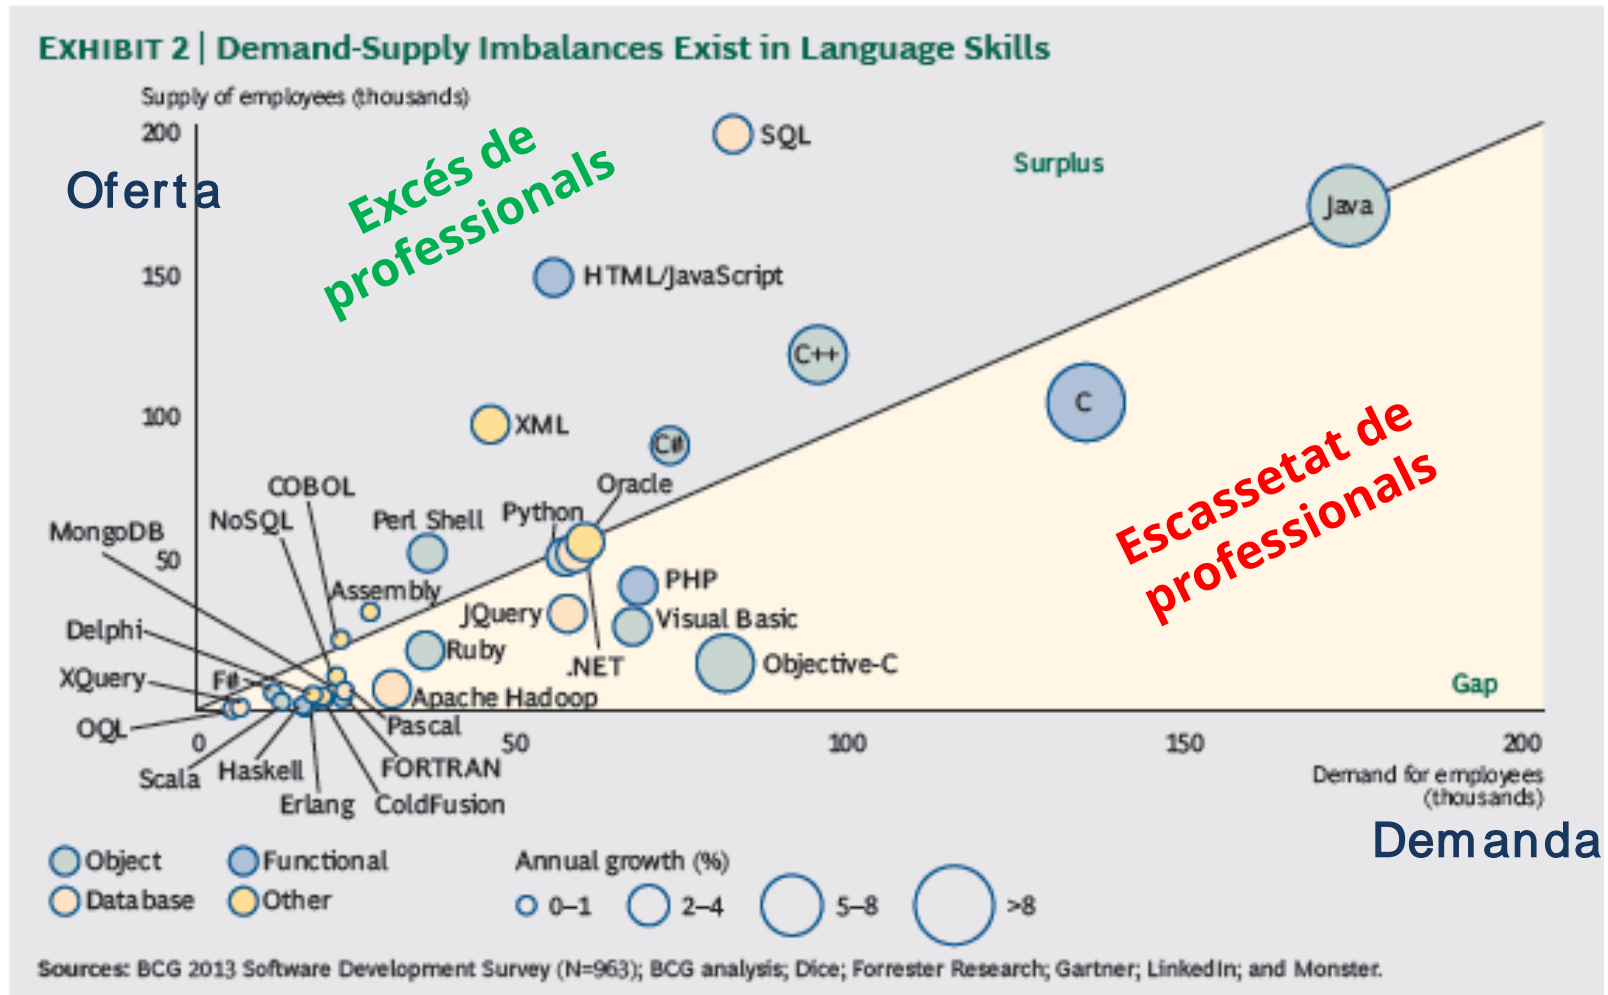 EXHIBIT 2 | Demand-Supply Imbalances Exist in Language Skills
Supply of employees (thousands)
200
150
100
50
Oferta
Excés de
professionals
SQL
Surplus
Java
HTML/JavaScript
C++
C
XML
C#
Oracle
COBOL
NoSQL
Perl Shell
Python
MongoDB
Escassetat de
professionals
Assembly
PHP
JQuery
Visual Basic
Delphi
Ruby
.NET
Objective-C
XQuery
F#
Apache Hadoop
Gap
OQL
Pascal
0
50
100
150
200
Scala
Haskell
FORTRAN
Erlang
ColdFusion
Demand for employees
(thousands)
Demanda
Object
Functional
Database
Other
Annual growth (%)
0–1
2–4
5–8
>8
Sources: BCG 2013 Software Development Survey (N=963); BCG analysis; Dice; Forrester Research; Gartner; LinkedIn; and Monster.